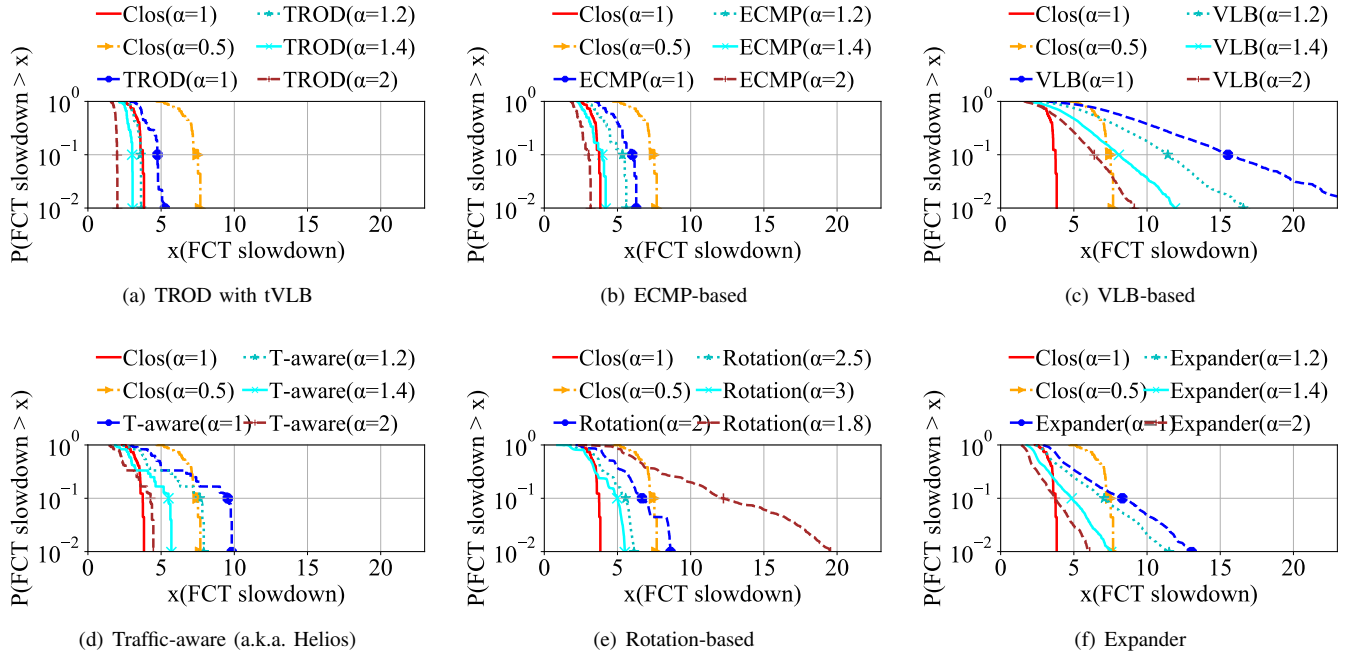 Clos(α=1) TROD(α=1.2)
Clos(α=0.5) TROD(α=1.4)
TROD(α=1) TROD(α=2)
P(FCT slowdown > x)
10^0
10^-1
10^-2
0 5 10 15 20
x(FCT slowdown)
(a) TROD with tVLB
Clos(α=1) ECMP(α=1.2)
Clos(α=0.5) ECMP(α=1.4)
ECMP(α=1) ECMP(α=2)
P(FCT slowdown > x)
10^0
10^-1
10^-2
0 5 10 15 20
x(FCT slowdown)
(b) ECMP-based
Clos(α=1) VLB(α=1.2)
Clos(α=0.5) VLB(α=1.4)
VLB(α=1) VLB(α=2)
P(FCT slowdown > x)
10^0
10^-1
10^-2
0 5 10 15 20
x(FCT slowdown)
(c) VLB-based
Clos(α=1) T-aware(α=1.2)
Clos(α=0.5) T-aware(α=1.4)
T-aware(α=1) T-aware(α=2)
P(FCT slowdown > x)
10^0
10^-1
10^-2
0 5 10 15 20
x(FCT slowdown)
(d) Traffic-aware (a.k.a. Helios)
Clos(α=1) Rotation(α=2.5)
Clos(α=0.5) Rotation(α=3)
Rotation(α=2) Rotation(α=1.8)
P(FCT slowdown > x)
10^0
10^-1
10^-2
0 5 10 15 20
x(FCT slowdown)
(e) Rotation-based
Clos(α=1) Expander(α=1.2)
Clos(α=0.5) Expander(α=1.4)
Expander(α=1) Expander(α=2)
P(FCT slowdown > x)
10^0
10^-1
10^-2
0 5 10 15 20
x(FCT slowdown)
(f) Expander